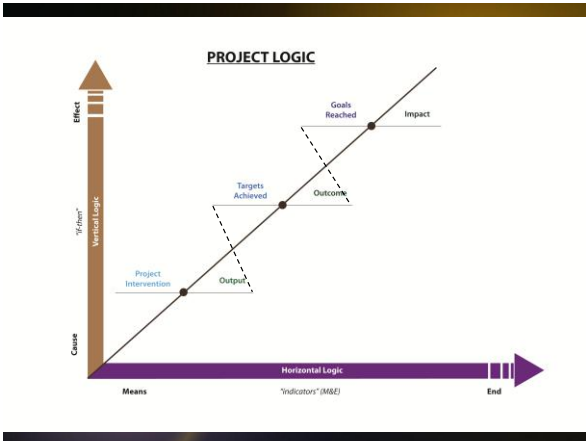 PROJECT LOGIC
Goals
Reached
Impact
Effect
Targets
Achieved
Outcome
"if-then"
Vertical Logic
Project
Intervention
Output
Cause
Horizontal Logic
Means
"indicators" (M&E)
End